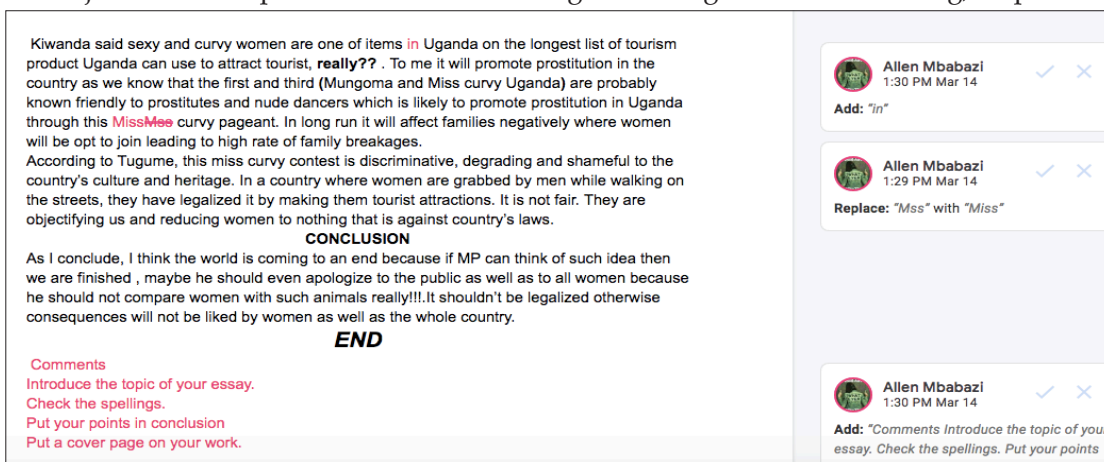 Kiwanda said sexy and curvy women are one of items in Uganda on the longest list of tourism
product Uganda can use to attract tourist, really?? . To me it will promote prostitution in the
country as we know that the first and third (Mungoma and Miss curvy Uganda) are probably
known friendly to prostitutes and nude dancers which is likely to promote prostitution in Uganda
through this MissMss curvy pageant. In long run it will affect families negatively where women
will be opt to join leading to high rate of family breakages.
According to Tugume, this miss curvy contest is discriminative, degrading and shameful to the
country's culture and heritage. In a country where women are grabbed by men while walking on
the streets, they have legalized it by making them tourist attractions. It is not fair. They are
objectifying us and reducing women to nothing that is against country's laws.
CONCLUSION
As I conclude, I think the world is coming to an end because if MP can think of such idea then
we are finished , maybe he should even apologize to the public as well as to all women because
he should not compare women with such animals really!!!.It shouldn't be legalized otherwise
consequences will not be liked by women as well as the whole country.
END
Comments
Introduce the topic of your essay.
Check the spellings.
Put your points in conclusion
Put a cover page on your work.
Allen Mbabazi
1:30 PM Mar 14
Add: "in"
Allen Mbabazi
1:29 PM Mar 14
Replace: "Mss" with "Miss"
Allen Mbabazi
1:30 PM Mar 14
Add: "Comments Introduce the topic of your
essay. Check the spellings. Put your points